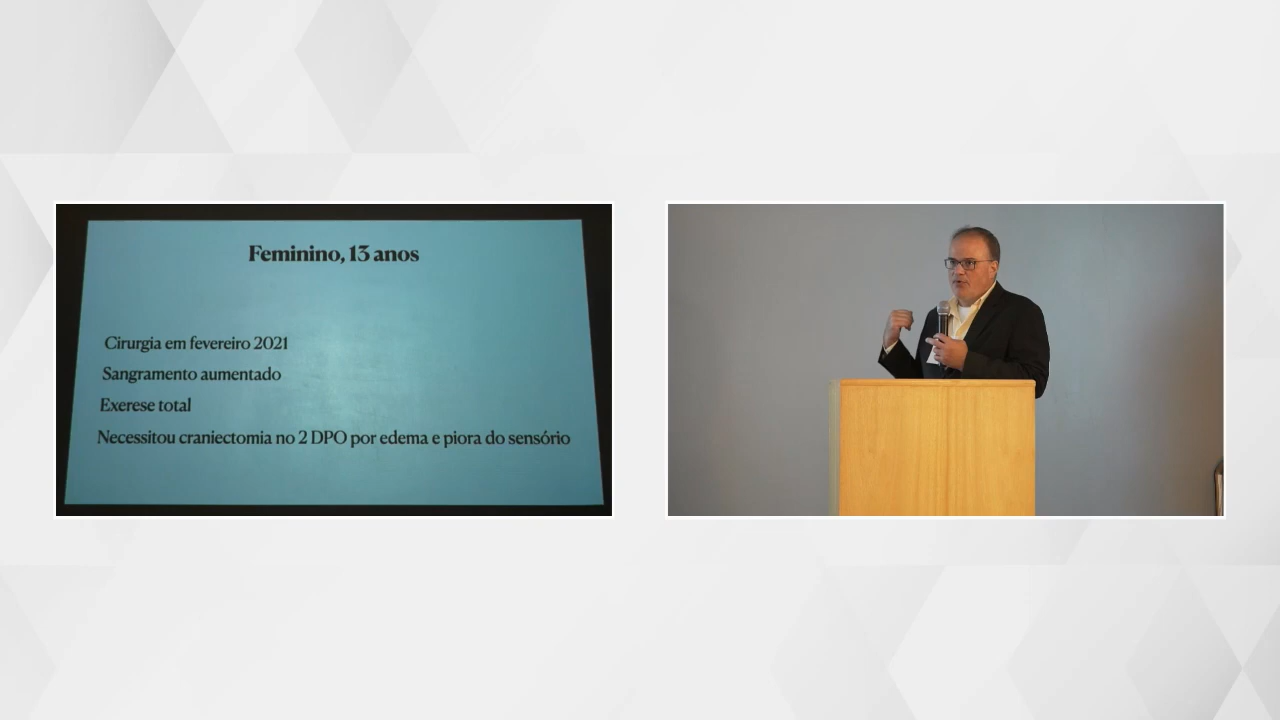 Feminino, 13 anos
Cirurgia em fevereiro 2021
Sangramento aumentado
Exerese total
Necessitou craniectomia no 2 DPO por edema e piora do sensório